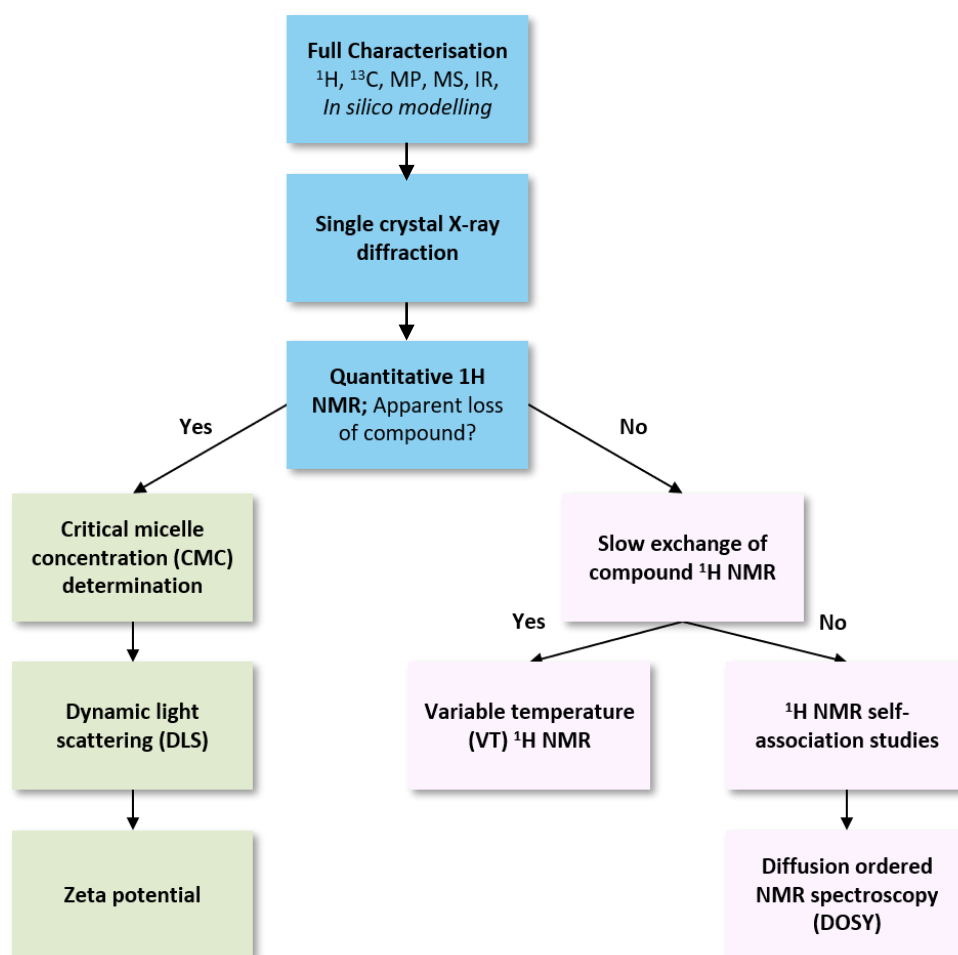 Full Characterisation
¹H, ¹³C, MP, MS, IR,
In silico modelling
Single crystal X-ray
diffraction
Quantitative 1H
NMR; Apparent loss
of compound?
Yes
No
Critical micelle
concentration (CMC)
determination
Slow exchange of
compound ¹H NMR
Yes
No
Dynamic light
scattering (DLS)
Variable temperature
(VT) ¹H NMR
¹H NMR self-
association studies
Zeta potential
Diffusion ordered
NMR spectroscopy
(DOSY)